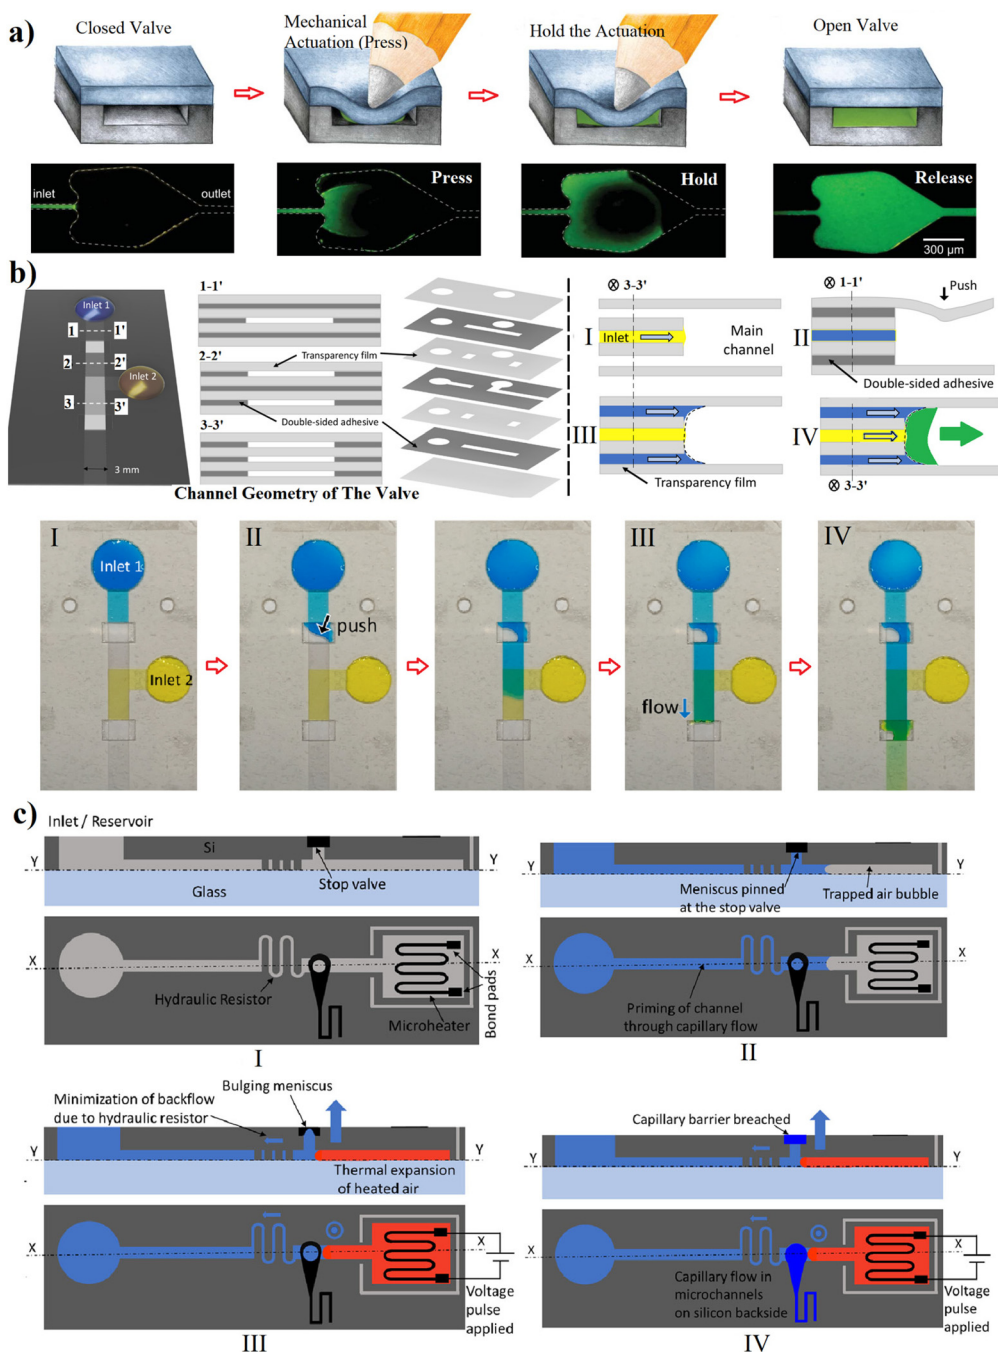 a)
Closed Valve
Mechanical
Actuation (Press)
Hold the Actuation
Open Valve
inlet
outlet
Press
Hold
Release
300 µm
b)
Inlet 1
1
1'
2
2'
Inlet 2
3
3'
3 mm
1-1'
2-2'
Transparency film
Double-sided adhesive
3-3'
Channel Geometry of The Valve
⊗ 3-3'
I
Inlet
Main
channel
⊗ 1-1'
Push
II
Double-sided adhesive
III
Transparency film
IV
⊗ 3-3'
I
Inlet 1
Inlet 2
II
push
III
flow
IV
c)
Inlet / Reservoir
Si
Y
Y
Stop valve
Glass
X
X
Hydraulic Resistor
Microheater
Bond pads
I
Y
Y
Meniscus pinned
at the stop valve
Trapped air bubble
X
X
Priming of channel
through capillary flow
II
Minimization of backflow
due to hydraulic resistor
Bulging meniscus
Y
Y
Thermal expansion
of heated air
X
X
Voltage
pulse
applied
III
Capillary barrier breached
Y
Y
X
X
Capillary flow in
microchannels
on silicon backside
Voltage
pulse
applied
IV